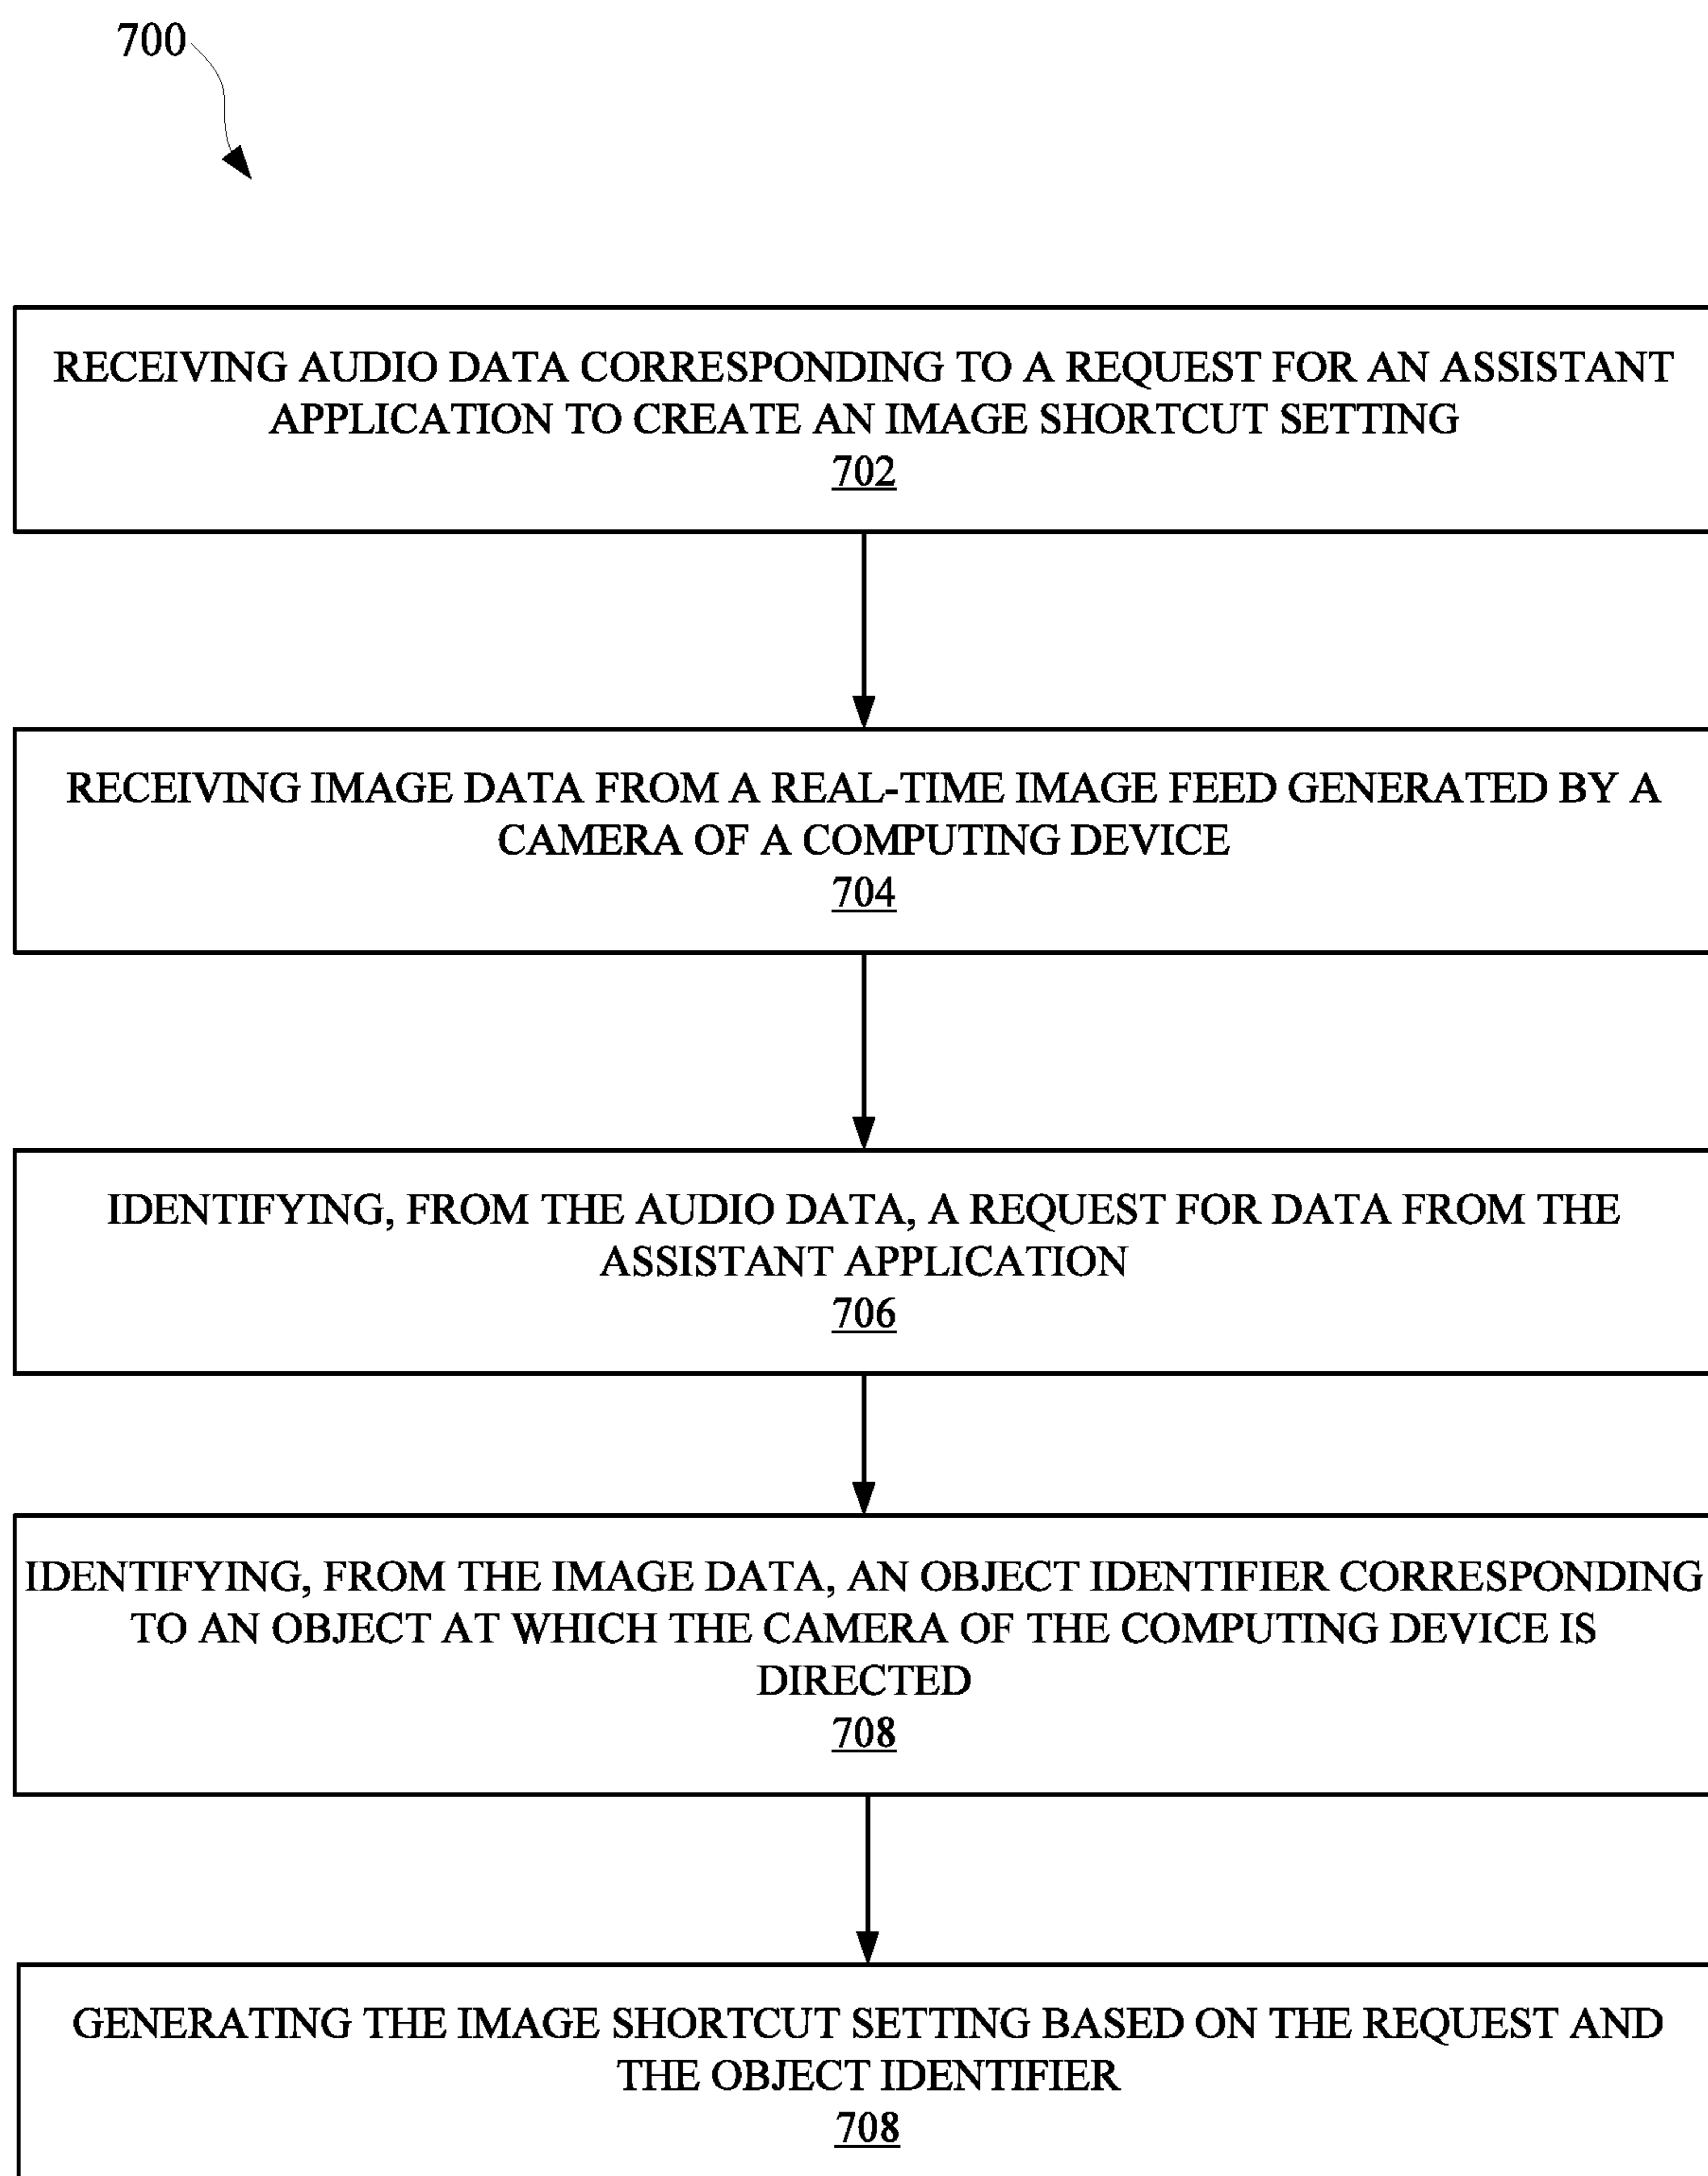 700
RECEIVING AUDIO DATA CORRESPONDING TO A REQUEST FOR AN ASSISTANT
APPLICATION TO CREATE AN IMAGE SHORTCUT SETTING
702
RECEIVING IMAGE DATA FROM A REAL-TIME IMAGE FEED GENERATED BY A
CAMERA OF A COMPUTING DEVICE
704
IDENTIFYING, FROM THE AUDIO DATA, A REQUEST FOR DATA FROM THE
ASSISTANT APPLICATION
706
IDENTIFYING, FROM THE IMAGE DATA, AN OBJECT IDENTIFIER CORRESPONDING
TO AN OBJECT AT WHICH THE CAMERA OF THE COMPUTING DEVICE IS
DIRECTED
708
GENERATING THE IMAGE SHORTCUT SETTING BASED ON THE REQUEST AND
THE OBJECT IDENTIFIER
708